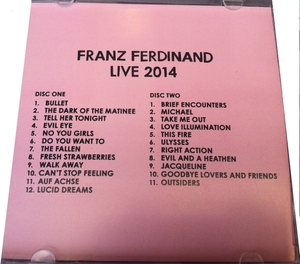 FRANZ FERDINAND
LIVE 2014
DISC ONE
1. BULLET
2. THE DARK OF THE MATINEE
3. TELL HER TONIGHT
4. EVIL EYE
5. NO YOU GIRLS
6. DO YOU WANT TO
7. THE FALLEN
8. FRESH STRAWBERRIES
9. WALK AWAY
10. CAN'T STOP FEELING
11. AUF ACHSE
12. LUCID DREAMS
DISC TWO
1. BRIEF ENCOUNTERS
2. MICHAEL
3. TAKE ME OUT
4. LOVE ILLUMINATION
5. THIS FIRE
6. ULYSSES
7. RIGHT ACTION
8. EVIL AND A HEATHEN
9. JACQUELINE
10. GOODBYE LOVERS AND FRIENDS
11. OUTSIDERS